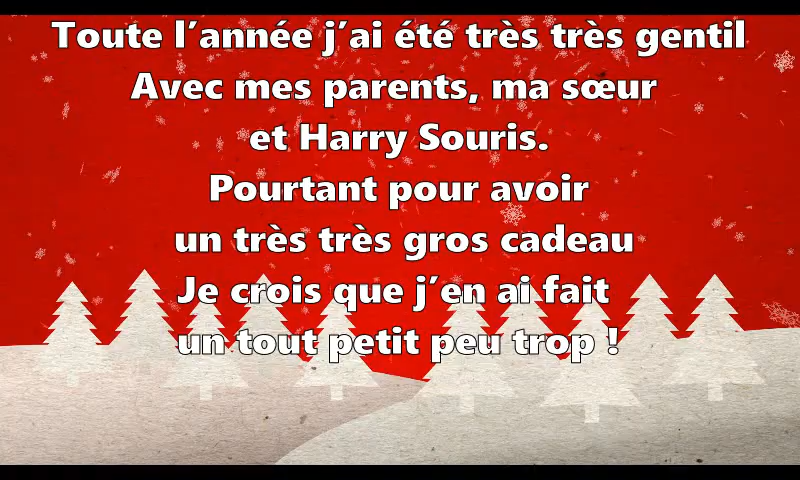 Toute l’année j’ai été très très gentil
Avec mes parents, ma sœur
et Harry Souris.
Pourtant pour avoir
un très très gros cadeau
Je crois que j’en ai fait
un tout petit peu trop !